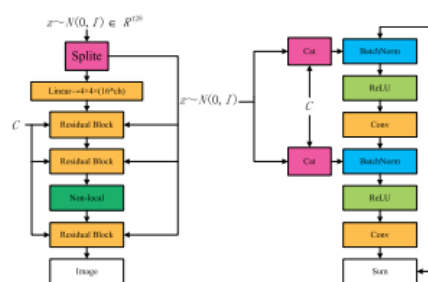 z~N(0, I) ∈ R¹²⁸
Splite
Linear→4×4×(16*ch)
C
Residual Block
Residual Block
Non-local
Residual Block
Image
z~N(0, I)
Cat
C
Cat
BatchNorm
ReLU
Conv
BatchNorm
ReLU
Conv
Sum